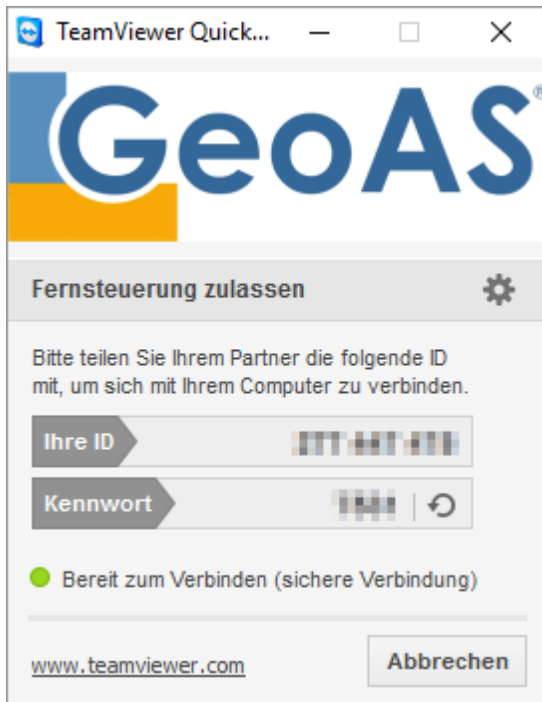 TeamViewer Quick...
GeoAS®
Fernsteuerung zulassen
Bitte teilen Sie Ihrem Partner die folgende ID
mit, um sich mit Ihrem Computer zu verbinden.
Ihre ID
Kennwort
Bereit zum Verbinden (sichere Verbindung)
www.teamviewer.com
Abbrechen